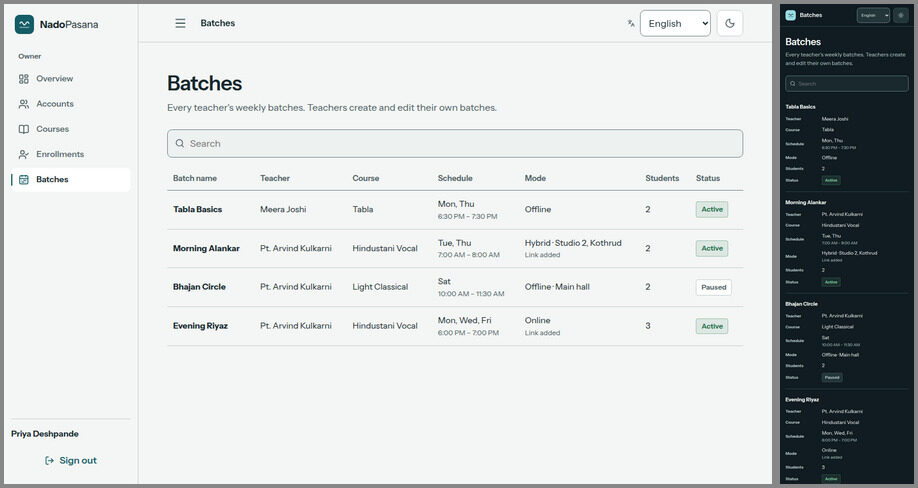 NadoPasana
Owner
Overview
Accounts
Courses
Enrollments
Batches
Priya Deshpande
Sign out
Batches
English
Batches
Every teacher's weekly batches. Teachers create and edit their own batches.
Search
Batch name Teacher Course Schedule Mode Students Status
Tabla Basics Meera Joshi Tabla Mon, Thu 6:30 PM – 7:30 PM Offline 2 Active
Morning Alankar Pt. Arvind Kulkarni Hindustani Vocal Tue, Thu 7:00 AM – 8:00 AM Hybrid · Studio 2, Kothrud Link added 2 Active
Bhajan Circle Pt. Arvind Kulkarni Light Classical Sat 10:00 AM – 11:30 AM Offline · Main hall 2 Paused
Evening Riyaz Pt. Arvind Kulkarni Hindustani Vocal Mon, Wed, Fri 6:00 PM – 7:00 PM Online Link added 3 Active
Batches
English
Batches
Every teacher's weekly batches. Teachers create
and edit their own batches.
Search
Tabla Basics
Teacher Meera Joshi
Course Tabla
Schedule Mon, Thu
6:30 PM – 7:30 PM
Mode Offline
Students 2
Status Active
Morning Alankar
Teacher Pt. Arvind Kulkarni
Course Hindustani Vocal
Schedule Tue, Thu
7:00 AM – 8:00 AM
Mode Hybrid · Studio 2, Kothrud
Link added
Students 2
Status Active
Bhajan Circle
Teacher Pt. Arvind Kulkarni
Course Light Classical
Schedule Sat
10:00 AM – 11:30 AM
Mode Offline · Main hall
Students 2
Status Paused
Evening Riyaz
Teacher Pt. Arvind Kulkarni
Course Hindustani Vocal
Schedule Mon, Wed, Fri
6:00 PM – 7:00 PM
Mode Online
Link added
Students 3
Status Active